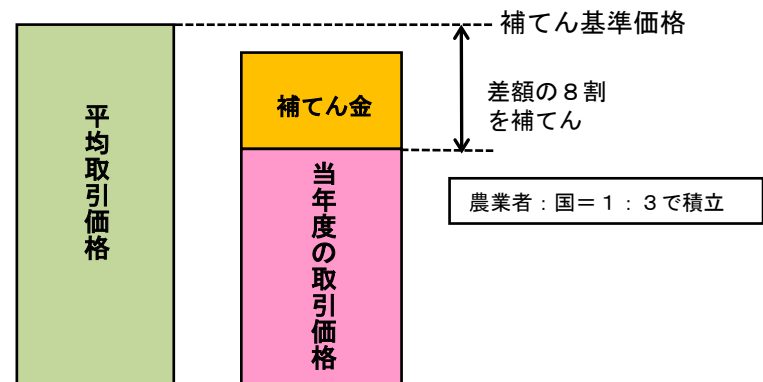 補てん基準価格
平均取引価格
補てん金
差額の８割
を補てん
当年度の取引価格
農業者：国＝１：３で積立